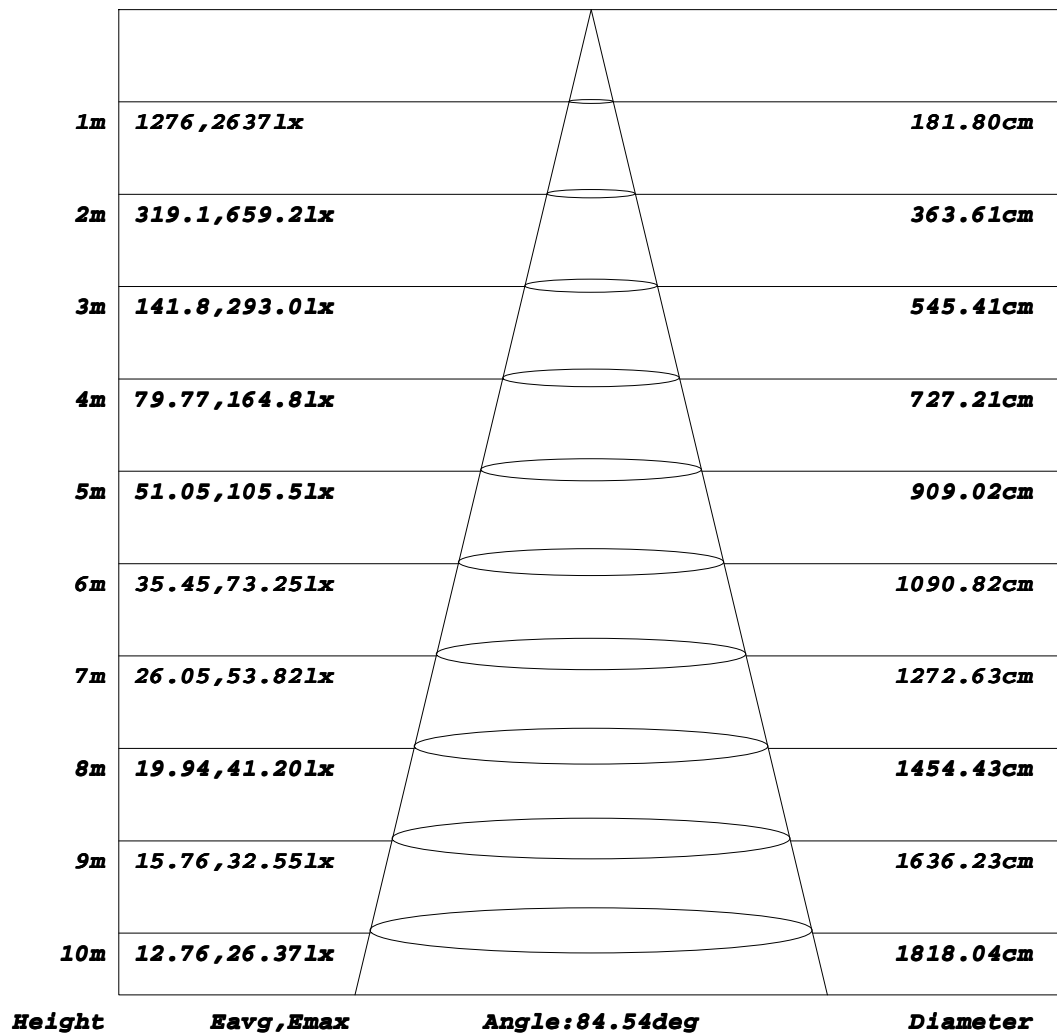 1m 1276,2637lx 181.80cm
2m 319.1,659.2lx 363.61cm
3m 141.8,293.0lx 545.41cm
4m 79.77,164.8lx 727.21cm
5m 51.05,105.5lx 909.02cm
6m 35.45,73.25lx 1090.82cm
7m 26.05,53.82lx 1272.63cm
8m 19.94,41.20lx 1454.43cm
9m 15.76,32.55lx 1636.23cm
10m 12.76,26.37lx 1818.04cm
Height Eavg,Emax Angle:84.54deg Diameter